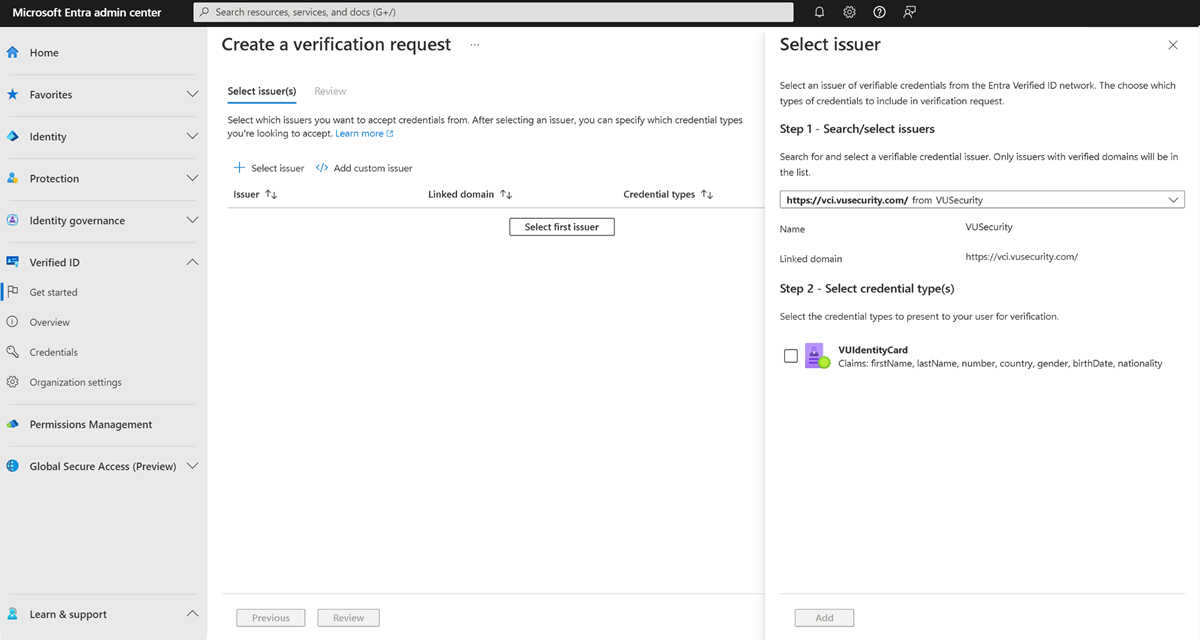 Microsoft Entra admin center
Search resources, services, and docs (G+/)
Home
Favorites
Identity
Protection
Identity governance
Verified ID
Get started
Overview
Credentials
Organization settings
Permissions Management
Global Secure Access (Preview)
Learn & support
Create a verification request ...
Select issuer(s)
Review
Select which issuers you want to accept credentials from. After selecting an issuer, you can specify which credential types
you're looking to accept. Learn more
Select issuer
Add custom issuer
Issuer
Linked domain
Credential types
Select first issuer
Previous
Review
Select issuer
Select an issuer of verifiable credentials from the Entra Verified ID network. The choose which
types of credentials to include in verification request.
Step 1 - Search/select issuers
Search for and select a verifiable credential issuer. Only issuers with verified domains will be in
the list.
https://vci.vusecurity.com/ from VUSecurity
Name
VUSecurity
Linked domain
https://vci.vusecurity.com/
Step 2 - Select credential type(s)
Select the credential types to present to your user for verification.
VUIdentityCard
Claims: firstName, lastName, number, country, gender, birthDate, nationality
Add